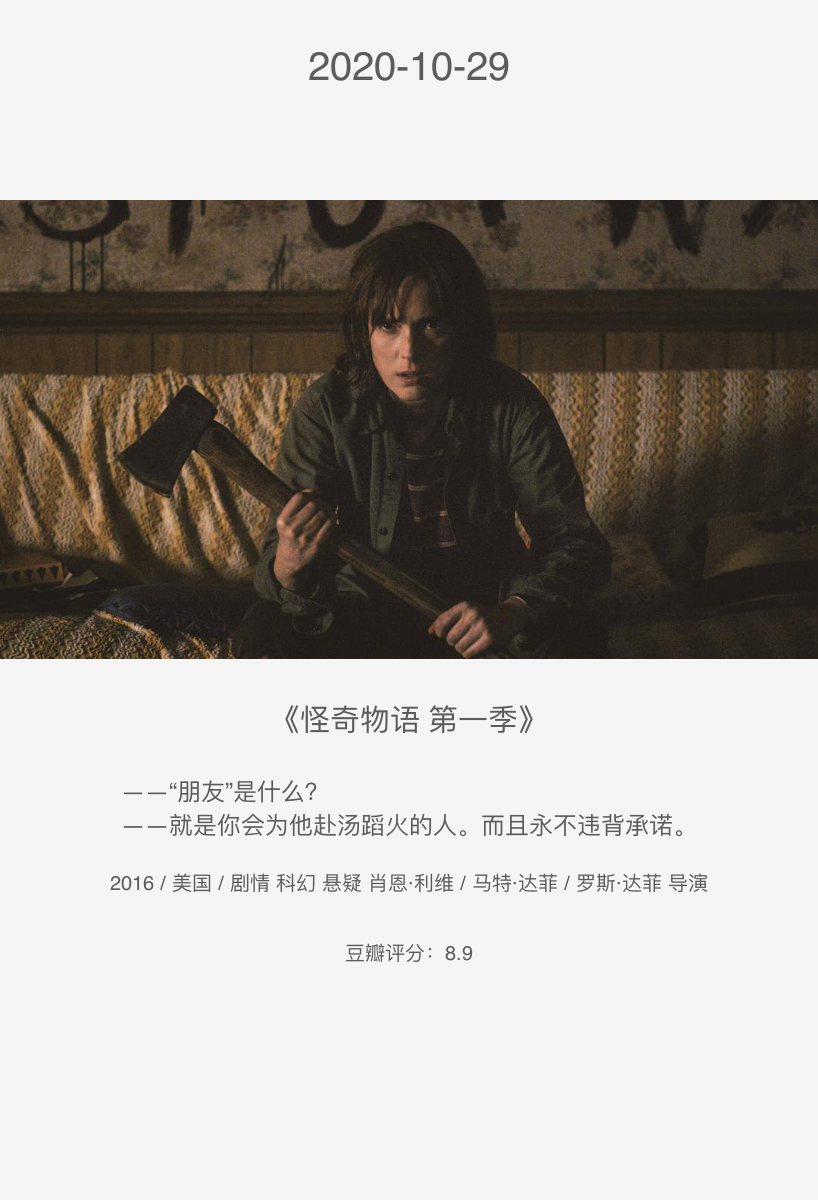 2020-10-29
《怪奇物语 第一季》
——“朋友”是什么？
——就是你会为他赴汤蹈火的人。而且永不违背承诺。
2016 / 美国 / 剧情 科幻 悬疑 肖恩·利维 / 马特·达菲 / 罗斯·达菲 导演
豆瓣评分：8.9